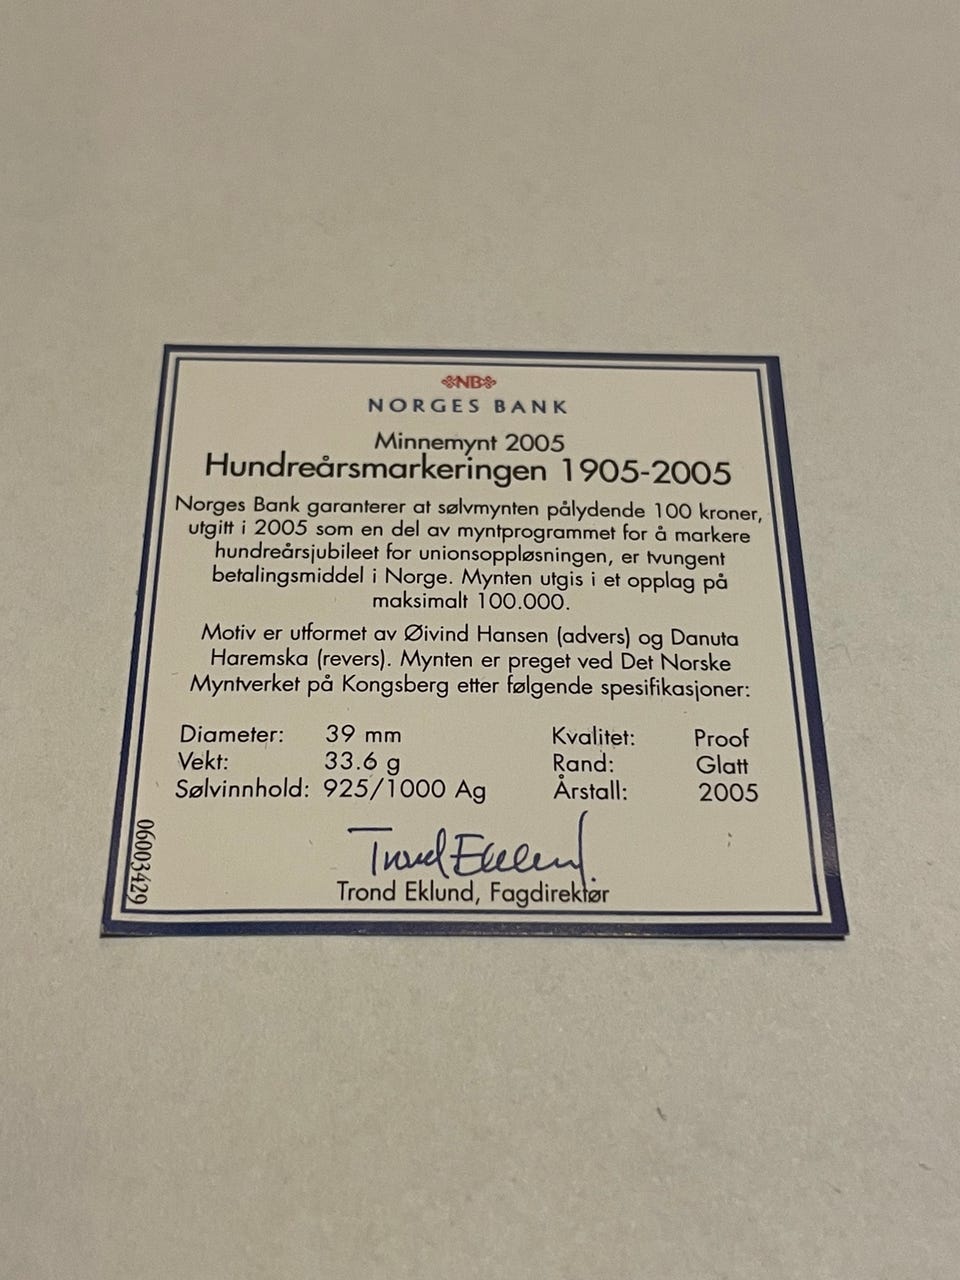 NB
NORGES BANK
Minnemynt 2005
Hundreårsmarkeringen 1905-2005
Norges Bank garanterer at sølvmynten pålydende 100 kroner,
utgitt i 2005 som en del av myntprogrammet for å markere
hundreårsjubileet for unionsoppløsningen, er tvungent
betalingsmiddel i Norge. Mynten utgis i et opplag på
maksimalt 100.000.
Motiv er utformet av Øivind Hansen (advers) og Danuta
Haremska (revers). Mynten er preget ved Det Norske
Myntverket på Kongsberg etter følgende spesifikasjoner:
Diameter: 39 mm Kvalitet: Proof
Vekt: 33.6 g Rand: Glatt
Sølvinnhold: 925/1000 Ag Årstall: 2005
Trond Eklund
Trond Eklund, Fagdirektør
06003429